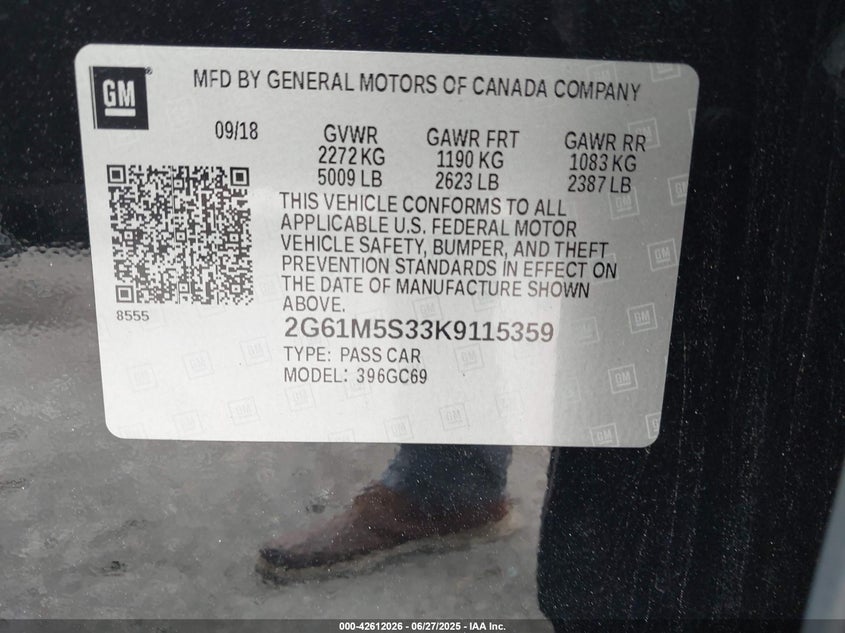 GM
MFD BY GENERAL MOTORS OF CANADA COMPANY
09/18 GVWR GAWR FRT GAWR RR
2272 KG 1190 KG 1083 KG
5009 LB 2623 LB 2387 LB
THIS VEHICLE CONFORMS TO ALL
APPLICABLE U.S. FEDERAL MOTOR
VEHICLE SAFETY, BUMPER, AND THEFT
PREVENTION STANDARDS IN EFFECT ON
THE DATE OF MANUFACTURE SHOWN
ABOVE.
8555
2G61M5S33K9115359
TYPE: PASS CAR
MODEL: 396GC69
000-42612026 - 06/27/2025 - IAA Inc.